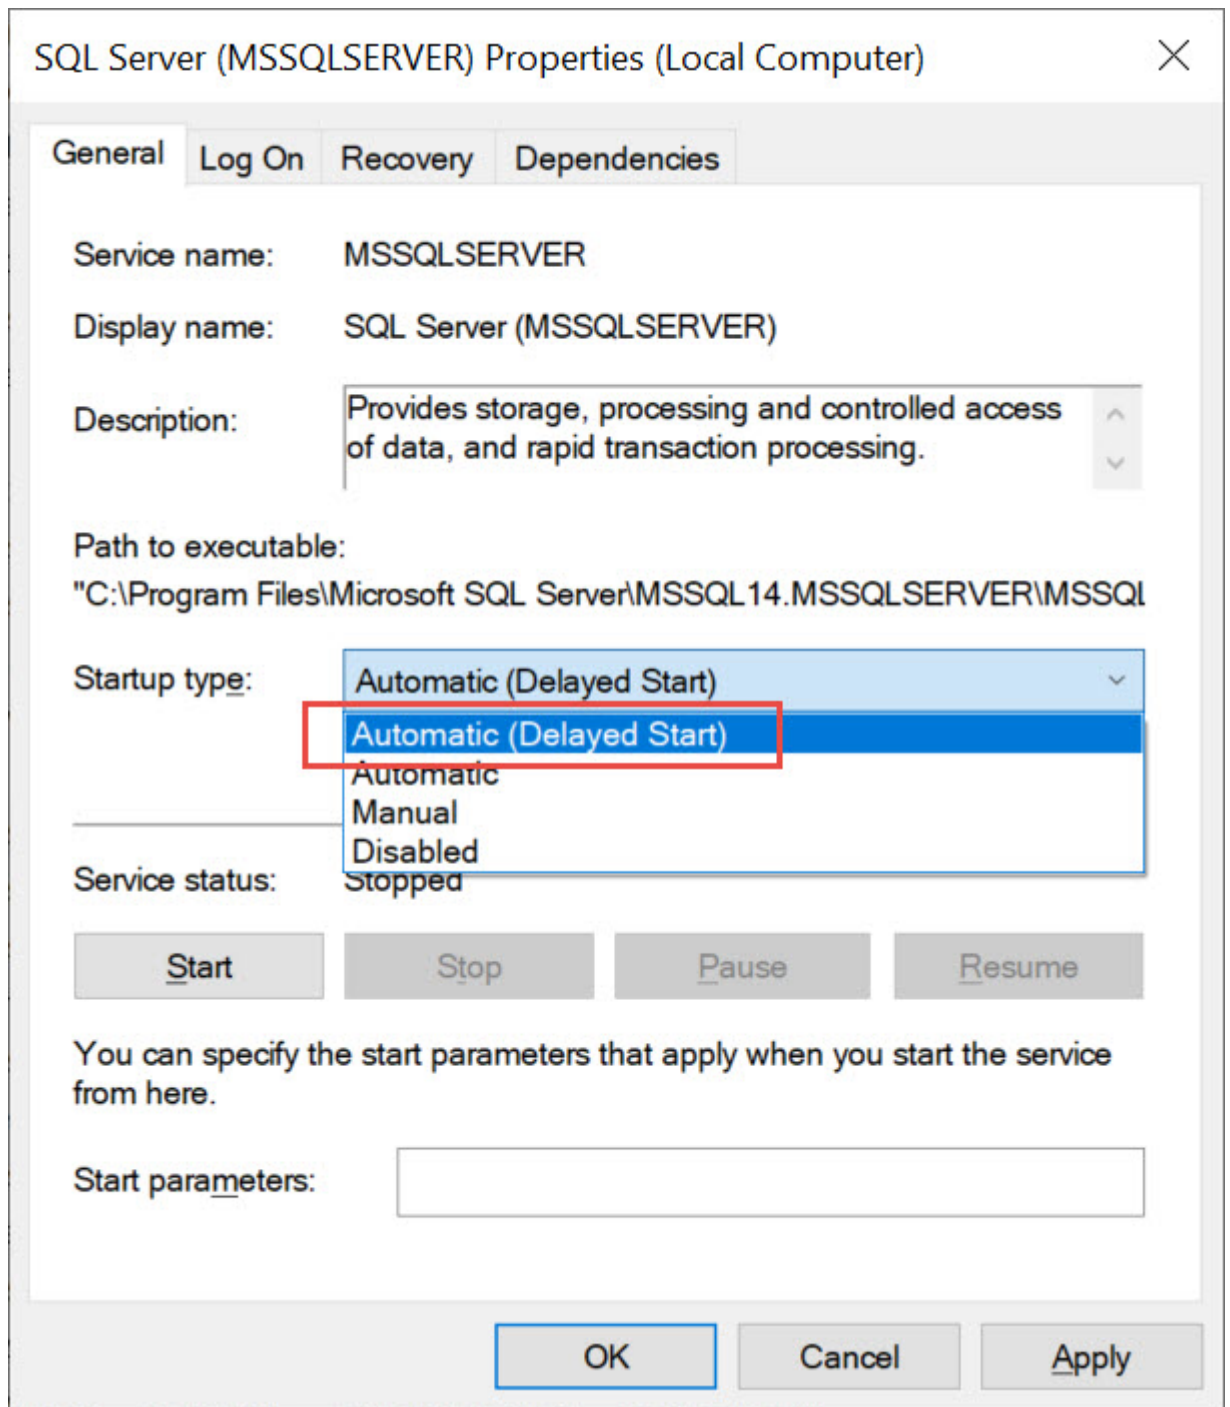 SQL Server (MSSQLSERVER) Properties (Local Computer)
General Log On Recovery Dependencies
Service name: MSSQLSERVER
Display name: SQL Server (MSSQLSERVER)
Description: Provides storage, processing and controlled access
of data, and rapid transaction processing.
Path to executable:
"C:\Program Files\Microsoft SQL Server\MSSQL14.MSSQLSERVER\MSSQL
Startup type: Automatic (Delayed Start)
Automatic (Delayed Start)
Automatic
Manual
Disabled
Service status: Stopped
Start Stop Pause Resume
You can specify the start parameters that apply when you start the service
from here.
Start parameters:
OK Cancel Apply